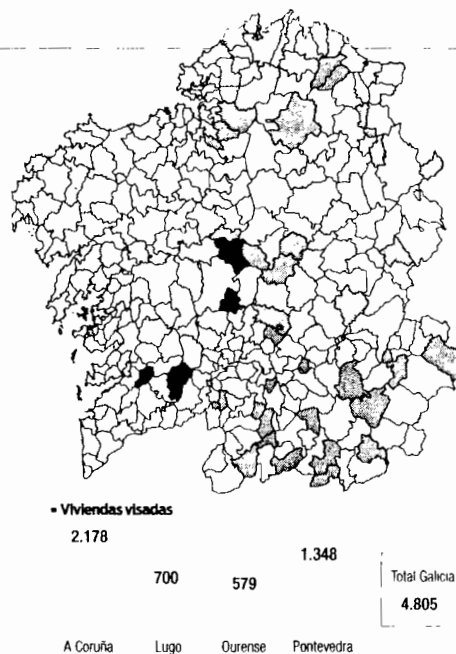 ▪ Viviendas visadas
2.178
1.348
700
579
Total Galicia
4.805
A Coruña Lugo Ourense Pontevedra